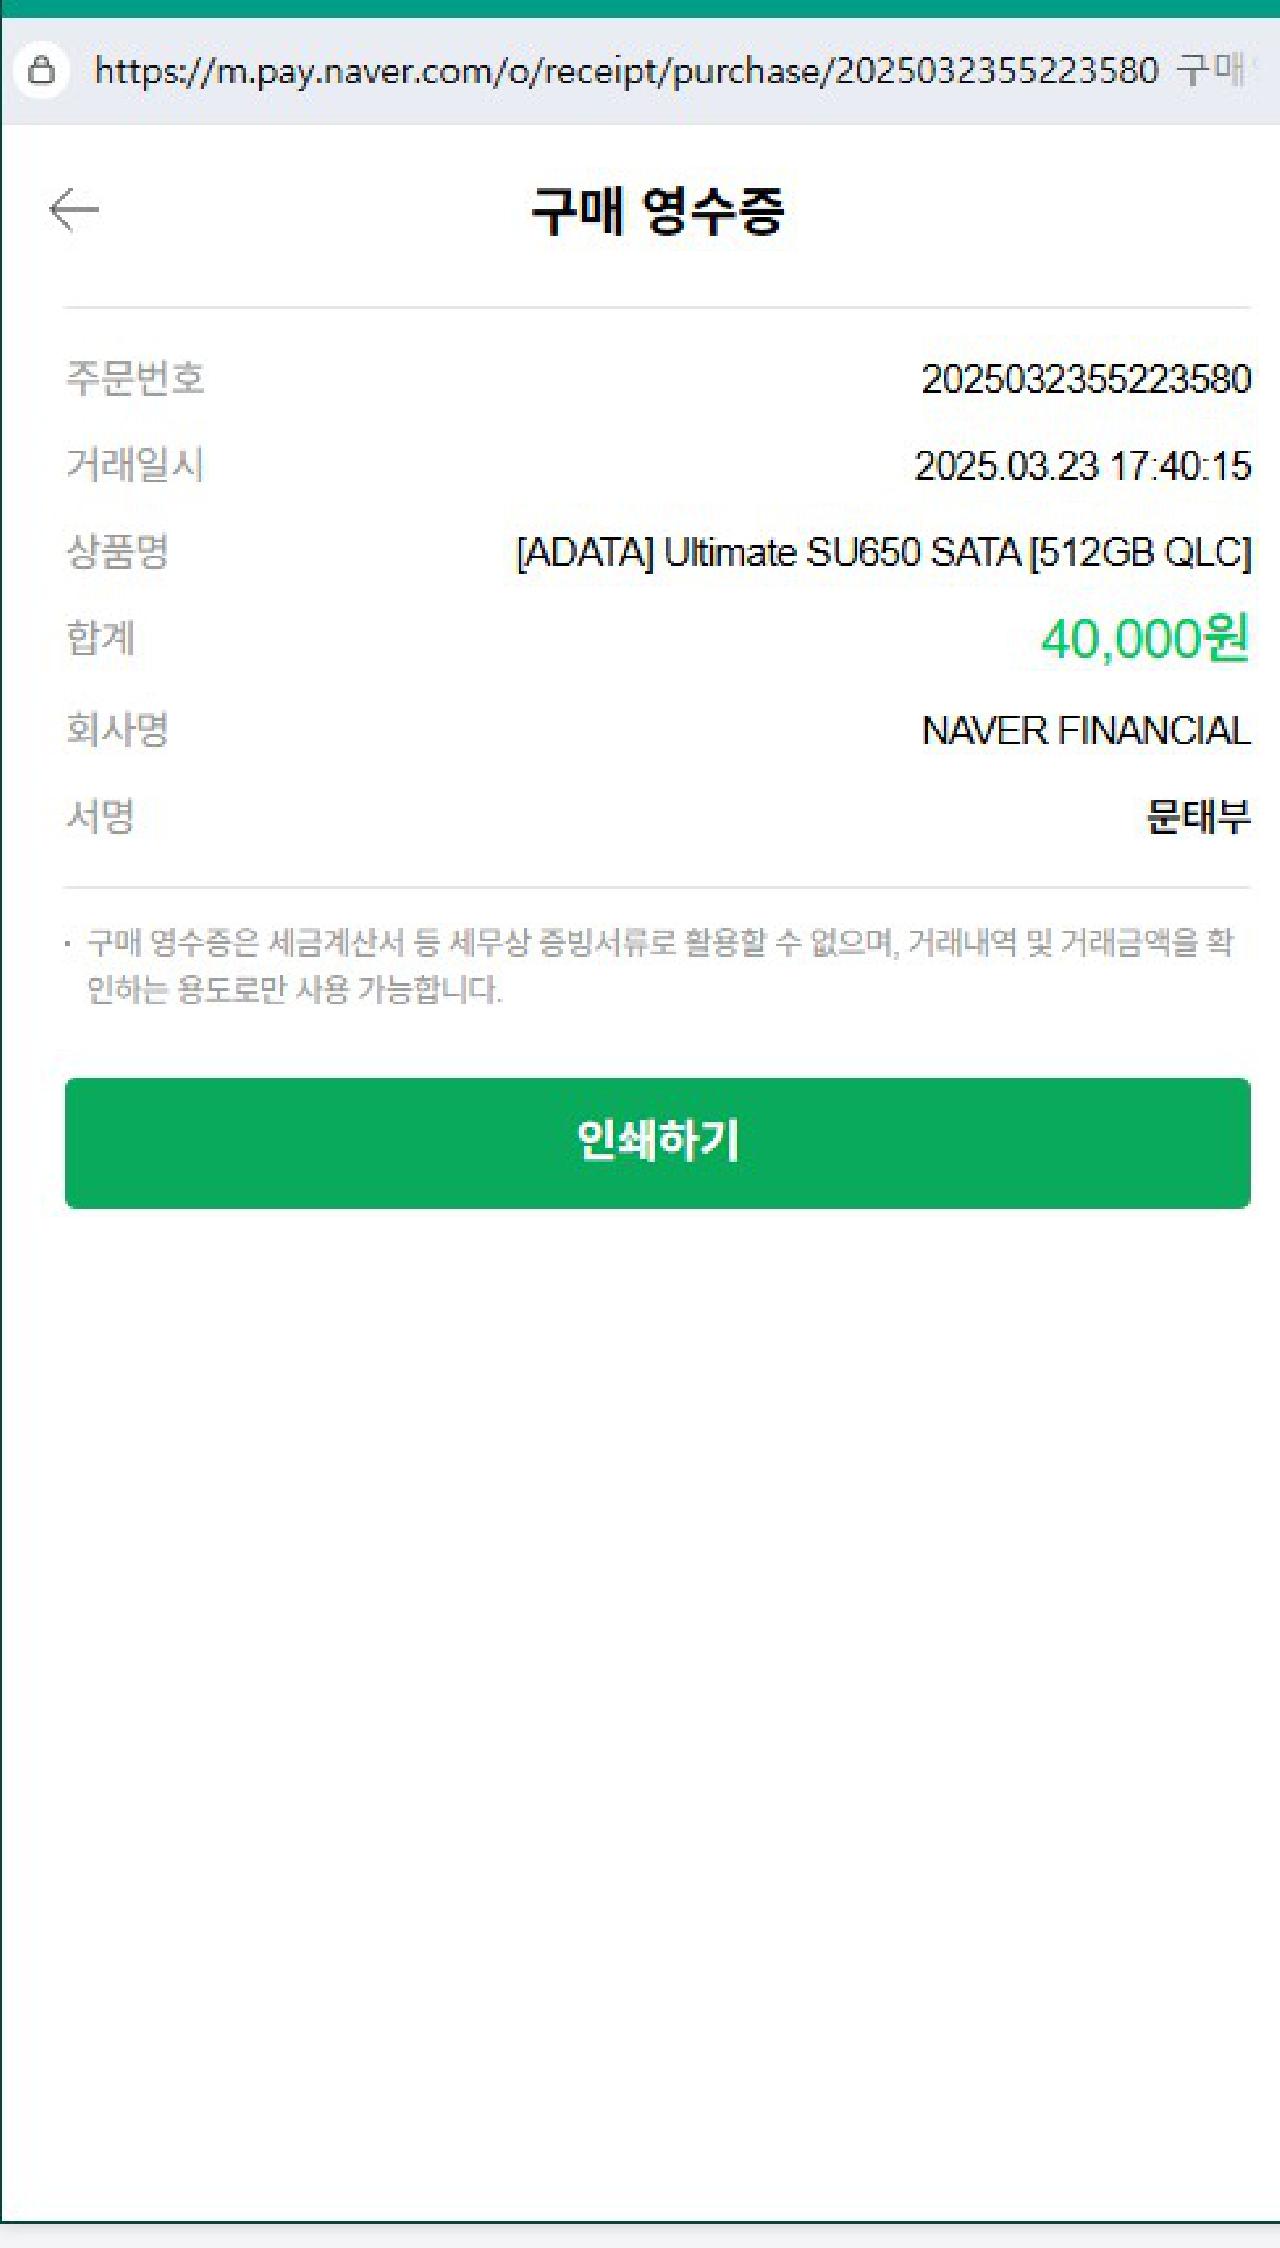 https://m.pay.naver.com/o/receipt/purchase/2025032355223580 구매
구매 영수증
주문번호 2025032355223580
거래일시 2025.03.23 17:40:15
상품명 [ADATA] Ultimate SU650 SATA [512GB QLC]
합계 40,000원
회사명 NAVER FINANCIAL
서명 문태부
· 구매 영수증은 세금계산서 등 세무상 증빙서류로 활용할 수 없으며, 거래내역 및 거래금액을 확
인하는 용도로만 사용 가능합니다.
인쇄하기